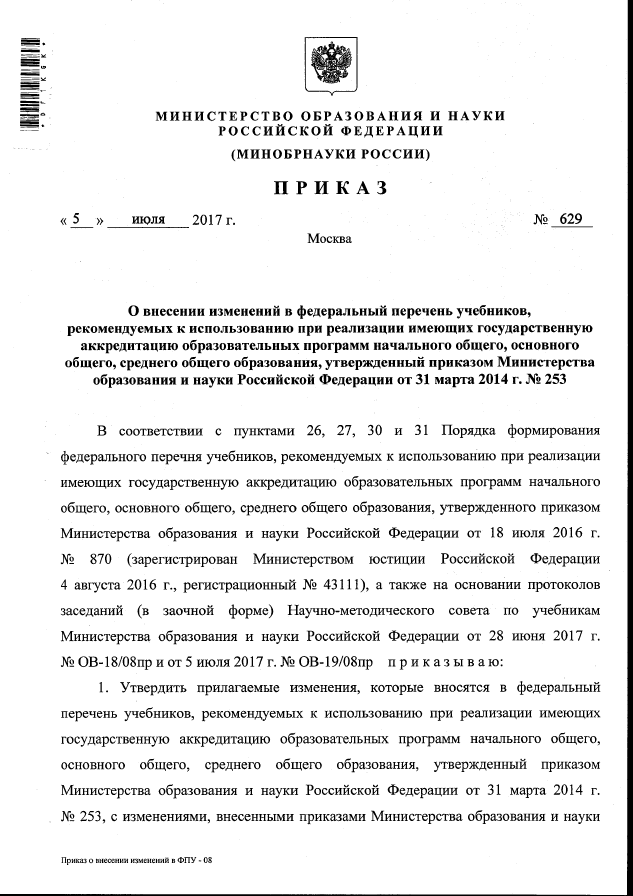 МИНИСТЕРСТВО ОБРАЗОВАНИЯ И НАУКИ
РОССИЙСКОЙ ФЕДЕРАЦИИ
(МИНОБРНАУКИ РОССИИ)
ПРИКАЗ
« 5 » июля 2017 г. № 629
Москва
О внесении изменений в федеральный перечень учебников,
рекомендуемых к использованию при реализации имеющих государственную
аккредитацию образовательных программ начального общего, основного
общего, среднего общего образования, утвержденный приказом Министерства
образования и науки Российской Федерации от 31 марта 2014 г. № 253
В соответствии с пунктами 26, 27, 30 и 31 Порядка формирования
федерального перечня учебников, рекомендуемых к использованию при реализации
имеющих государственную аккредитацию образовательных программ начального
общего, основного общего, среднего общего образования, утвержденного приказом
Министерства образования и науки Российской Федерации от 18 июля 2016 г.
№ 870 (зарегистрирован Министерством юстиции Российской Федерации
4 августа 2016 г., регистрационный № 43111), а также на основании протоколов
заседаний (в заочной форме) Научно-методического совета по учебникам
Министерства образования и науки Российской Федерации от 28 июня 2017 г.
№ ОВ-18/08пр и от 5 июля 2017 г. № ОВ-19/08пр приказываю:
1. Утвердить прилагаемые изменения, которые вносятся в федеральный
перечень учебников, рекомендуемых к использованию при реализации имеющих
государственную аккредитацию образовательных программ начального общего,
основного общего, среднего общего образования, утвержденный приказом
Министерства образования и науки Российской Федерации от 31 марта 2014 г.
№ 253, с изменениями, внесенными приказами Министерства образования и науки
Приказ о внесении изменений в ФПУ - 08